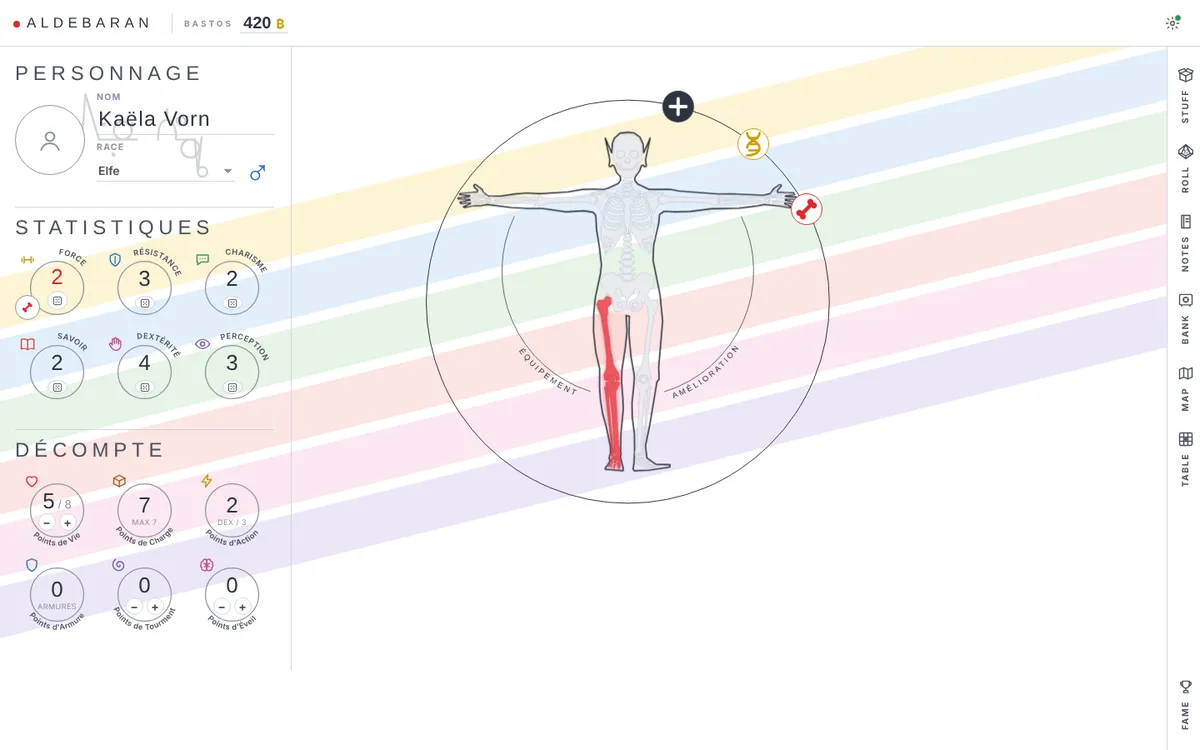 ALDEBARAN
BASTOS 420
PERSONNAGE
NOM
Kaëla Vorn
RACE
Elfe
STATISTIQUES
FORCE
2
RÉSISTANCE
3
CHARISME
2
SAVOIR
2
DEXTÉRITÉ
4
PERCEPTION
3
DÉCOMPTE
5 / 8
− +
Points de Vie
7
MAX 7
Points de Charge
2
DEX / 3
Points d'Action
0
ARMURES
Points d'Armure
0
− +
Points de Tourment
0
− +
Points d'Éveil
ÉQUIPEMENT
AMÉLIORATION
STUFF
ROLL
NOTES
BANK
MAP
TABLE
FAME